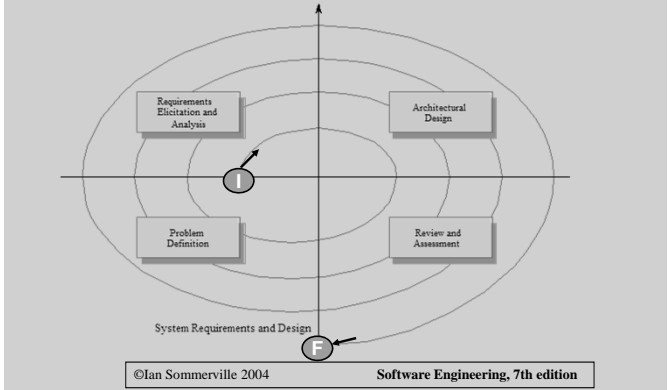 Requirements
Elicitation and
Analysis
Architectural
Design
I
Problem
Definition
Review and
Assessment
System Requirements and Design
F
©Ian Sommerville 2004
Software Engineering, 7th edition